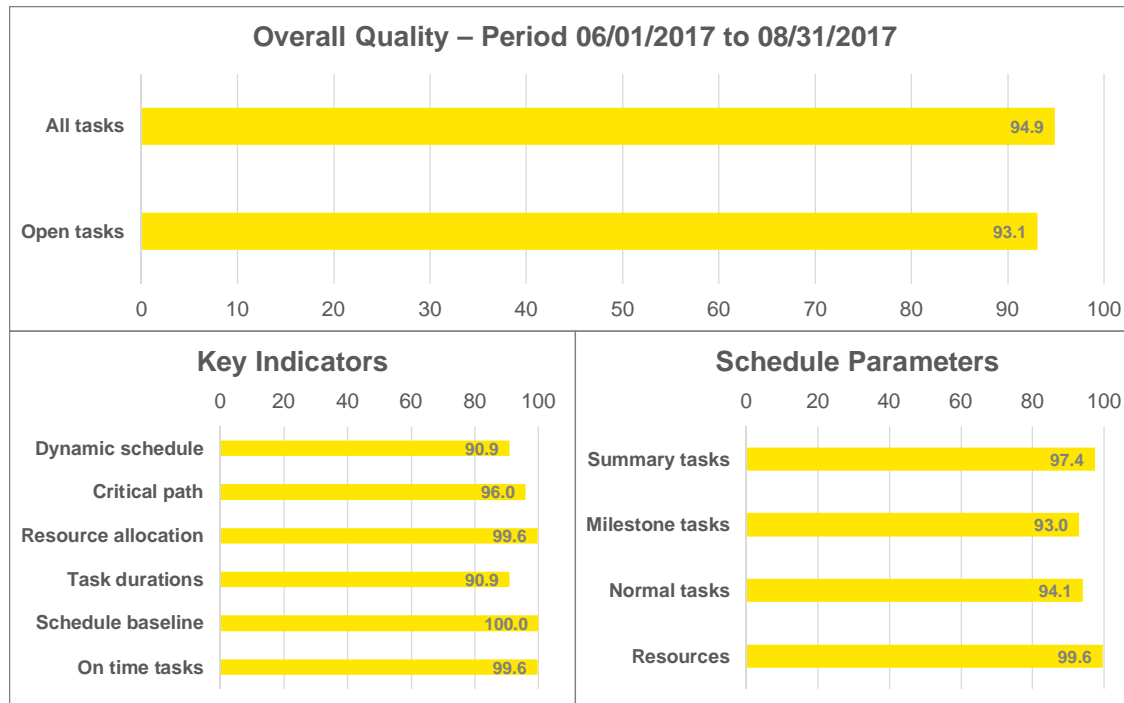 Overall Quality – Period 06/01/2017 to 08/31/2017
All tasks
94.9
Open tasks
93.1
0 10 20 30 40 50 60 70 80 90 100
Key Indicators
0 20 40 60 80 100
Dynamic schedule
90.9
Critical path
96.0
Resource allocation
99.6
Task durations
90.9
Schedule baseline
100.0
On time tasks
99.6
Schedule Parameters
0 20 40 60 80 100
Summary tasks
97.4
Milestone tasks
93.0
Normal tasks
94.1
Resources
99.6